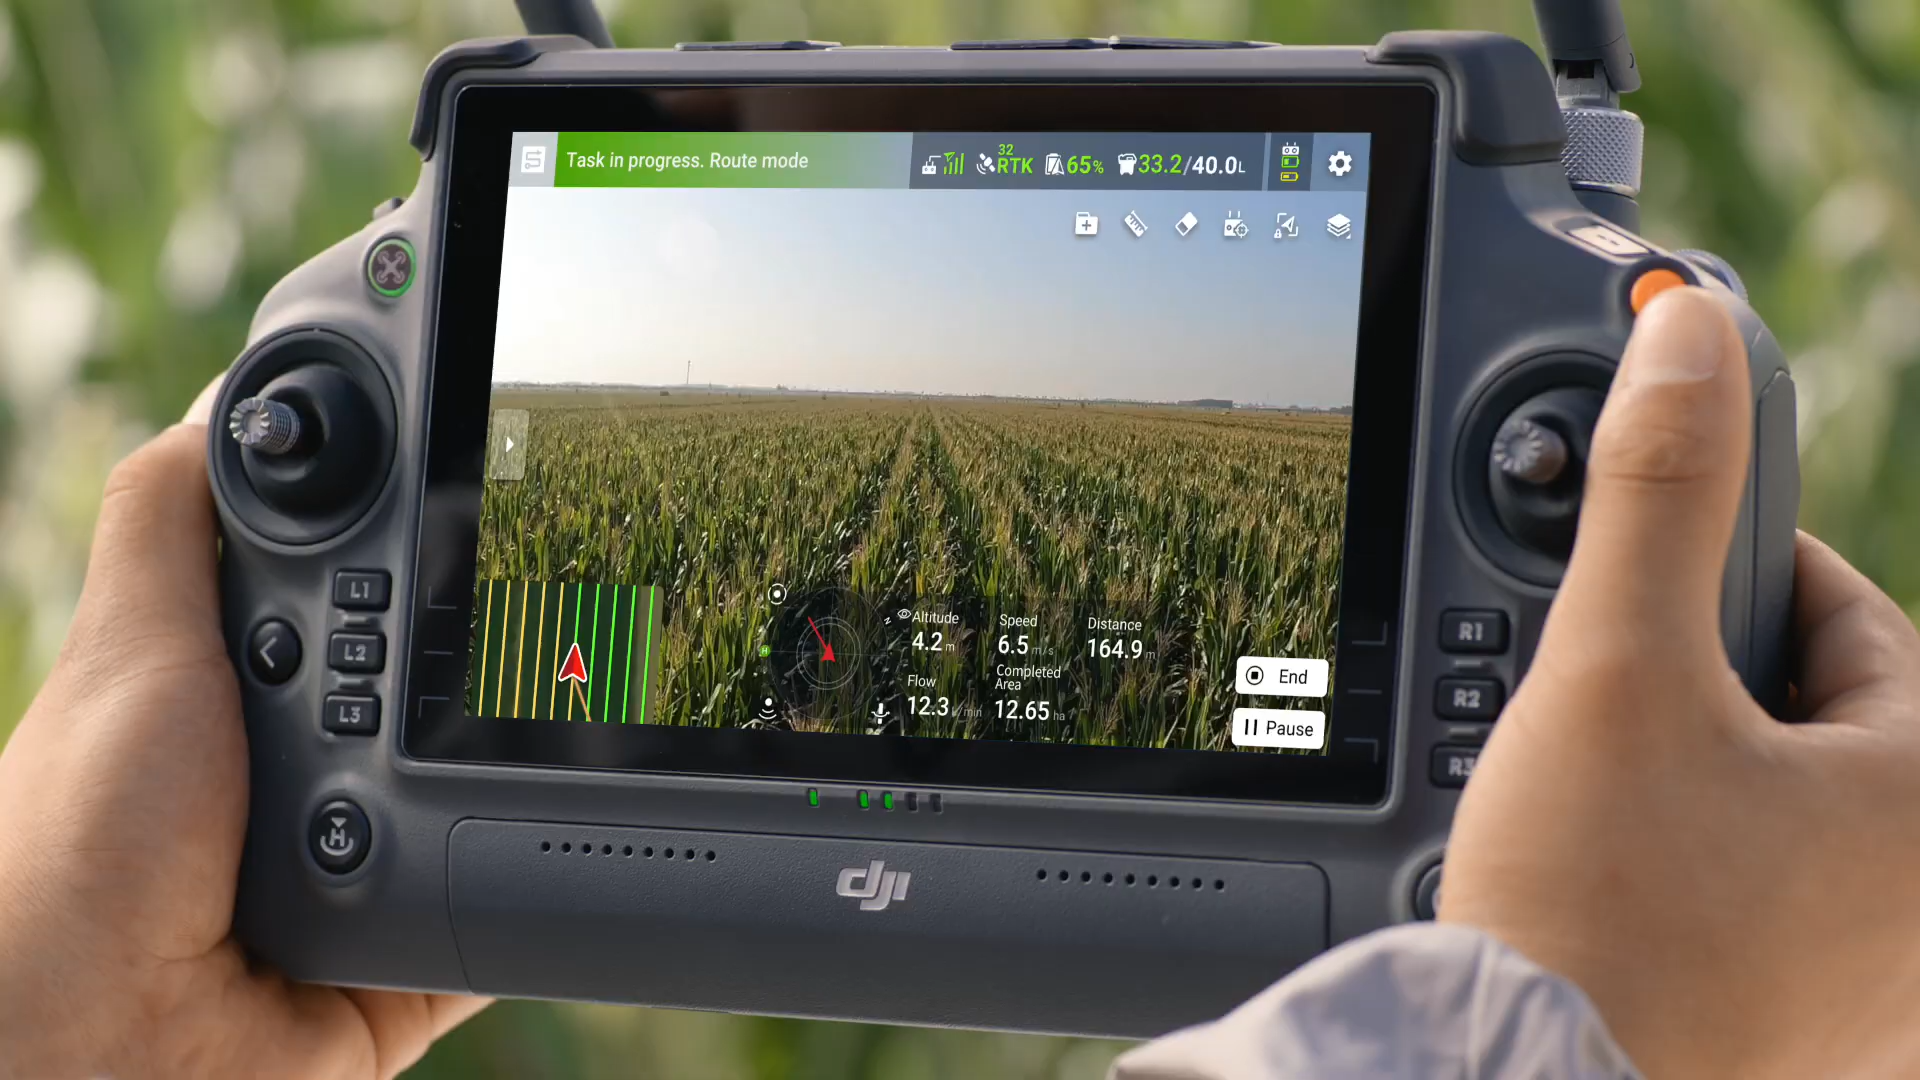 Task in progress. Route mode
32
RTK
65%
33.2/40.0L
N
H
Altitude
4.2 m
Speed
6.5 m/s
Distance
164.9 m
Flow
12.3 L/min
Completed
Area
12.65 ha
End
Pause
L1
L2
L3
R1
R2
R3
H
dji